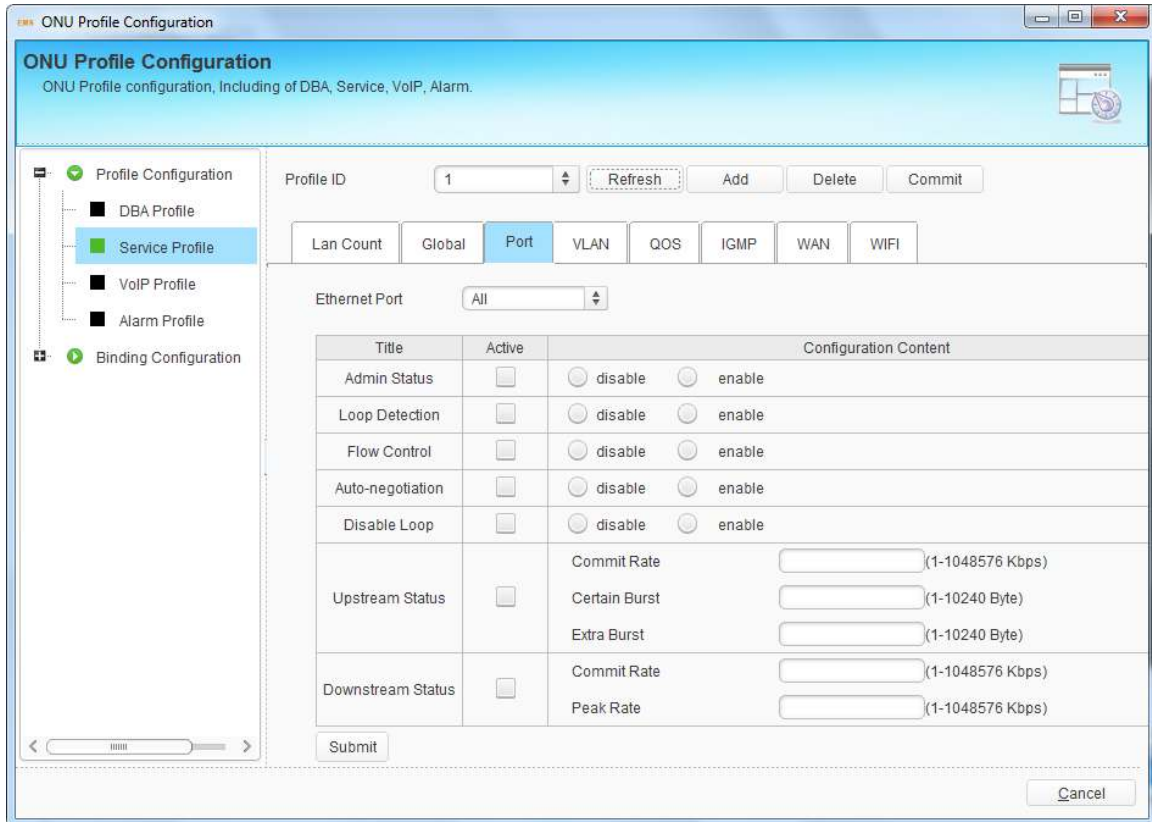 EMS ONU Profile Configuration
ONU Profile Configuration
ONU Profile configuration, Including of DBA, Service, VoIP, Alarm.
Profile Configuration
DBA Profile
Service Profile
VoIP Profile
Alarm Profile
Binding Configuration
Profile ID 1 Refresh Add Delete Commit
Lan Count Global Port VLAN QOS IGMP WAN WIFI
Ethernet Port All
Title Active Configuration Content
Admin Status disable enable
Loop Detection disable enable
Flow Control disable enable
Auto-negotiation disable enable
Disable Loop disable enable
Upstream Status
Commit Rate (1-1048576 Kbps)
Certain Burst (1-10240 Byte)
Extra Burst (1-10240 Byte)
Downstream Status
Commit Rate (1-1048576 Kbps)
Peak Rate (1-1048576 Kbps)
Submit
Cancel